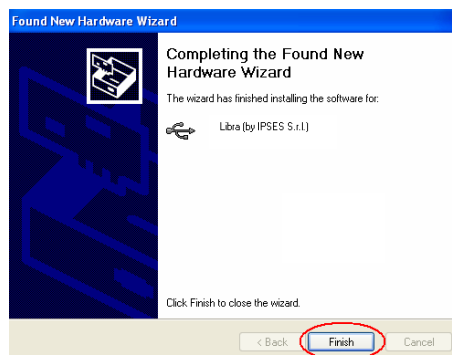 Found New Hardware Wizard
Completing the Found New
Hardware Wizard
The wizard has finished installing the software for:
Libra (by IPSES S.r.l.)
Click Finish to close the wizard.
< Back Finish Cancel